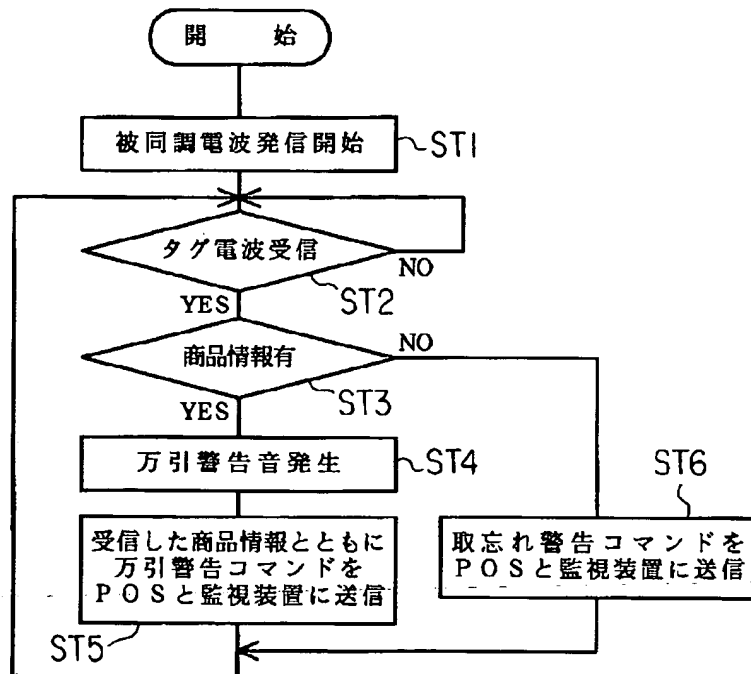 開 始
被同調電波発信開始
ST1
タグ電波受信
NO
ST2
YES
商品情報有
NO
ST3
YES
万引警告音発生
ST4
ST6
受信した商品情報とともに
万引警告コマンドを
POSと監視装置に送信
ST5
取忘れ警告コマンドを
POSと監視装置に送信